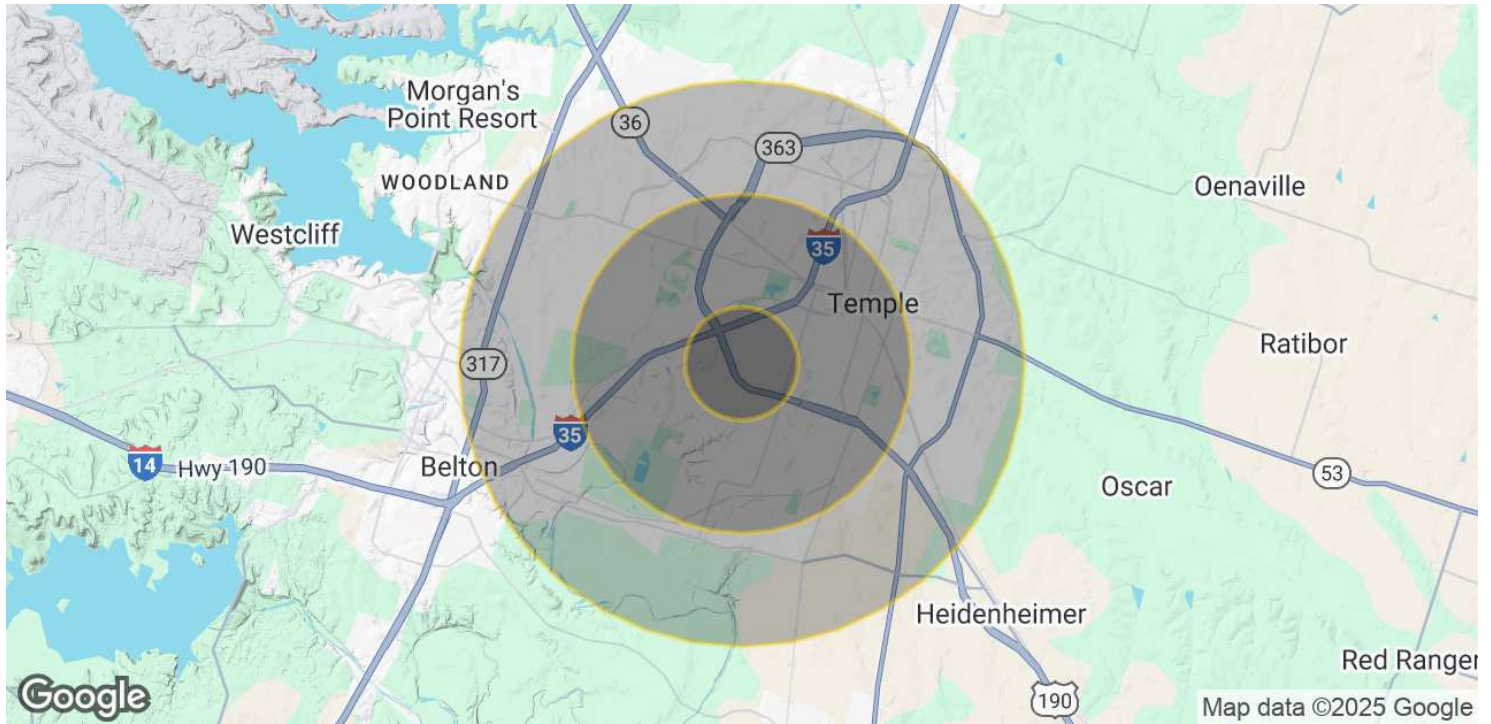 Morgan's
Point Resort
36
363
WOODLAND
Oenaville
Westcliff
35
Temple
Ratibor
317
35
14
Hwy 190
Belton
53
Oscar
Heidenheimer
Red Ranger
190
Google
Map data ©2025 Google